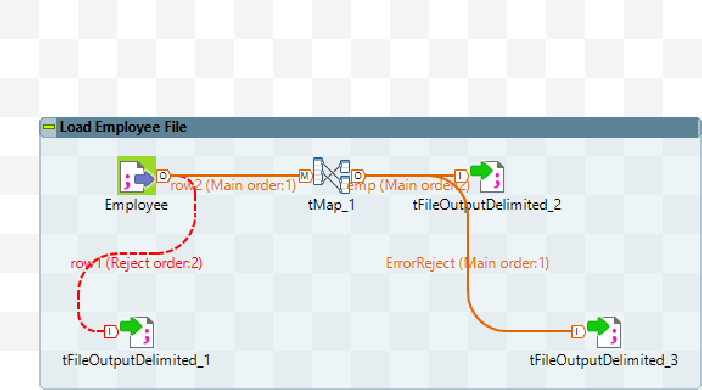 Load Employee File
O
row2 (Main order:1)
M
O
emp (Main order:2)
I
Employee
tMap_1
tFileOutputDelimited_2
row1 (Reject order:2)
ErrorReject (Main order:1)
I
I
tFileOutputDelimited_1
tFileOutputDelimited_3